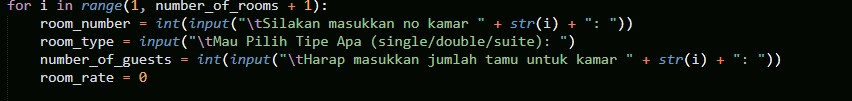 for i in range(1, number_of_rooms + 1):
    room_number = int(input("\tSilakan masukkan no kamar " + str(i) + ": "))
    room_type = input("\tMau Pilih Tipe Apa (single/double/suite): ")
    number_of_guests = int(input("\tHarap masukkan jumlah tamu untuk kamar " + str(i) + ": "))
    room_rate = 0